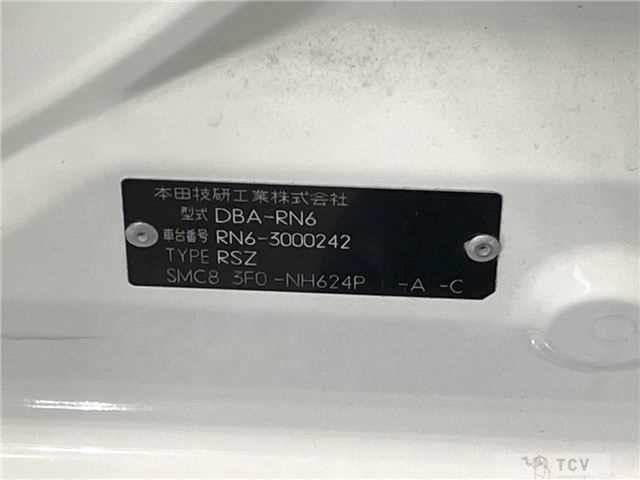 本田技研工業株式会社
型式 DBA-RN6
車台番号 RN6-3000242
TYPE RSZ
SMC8 3F0-NH624P -A -C
TCV